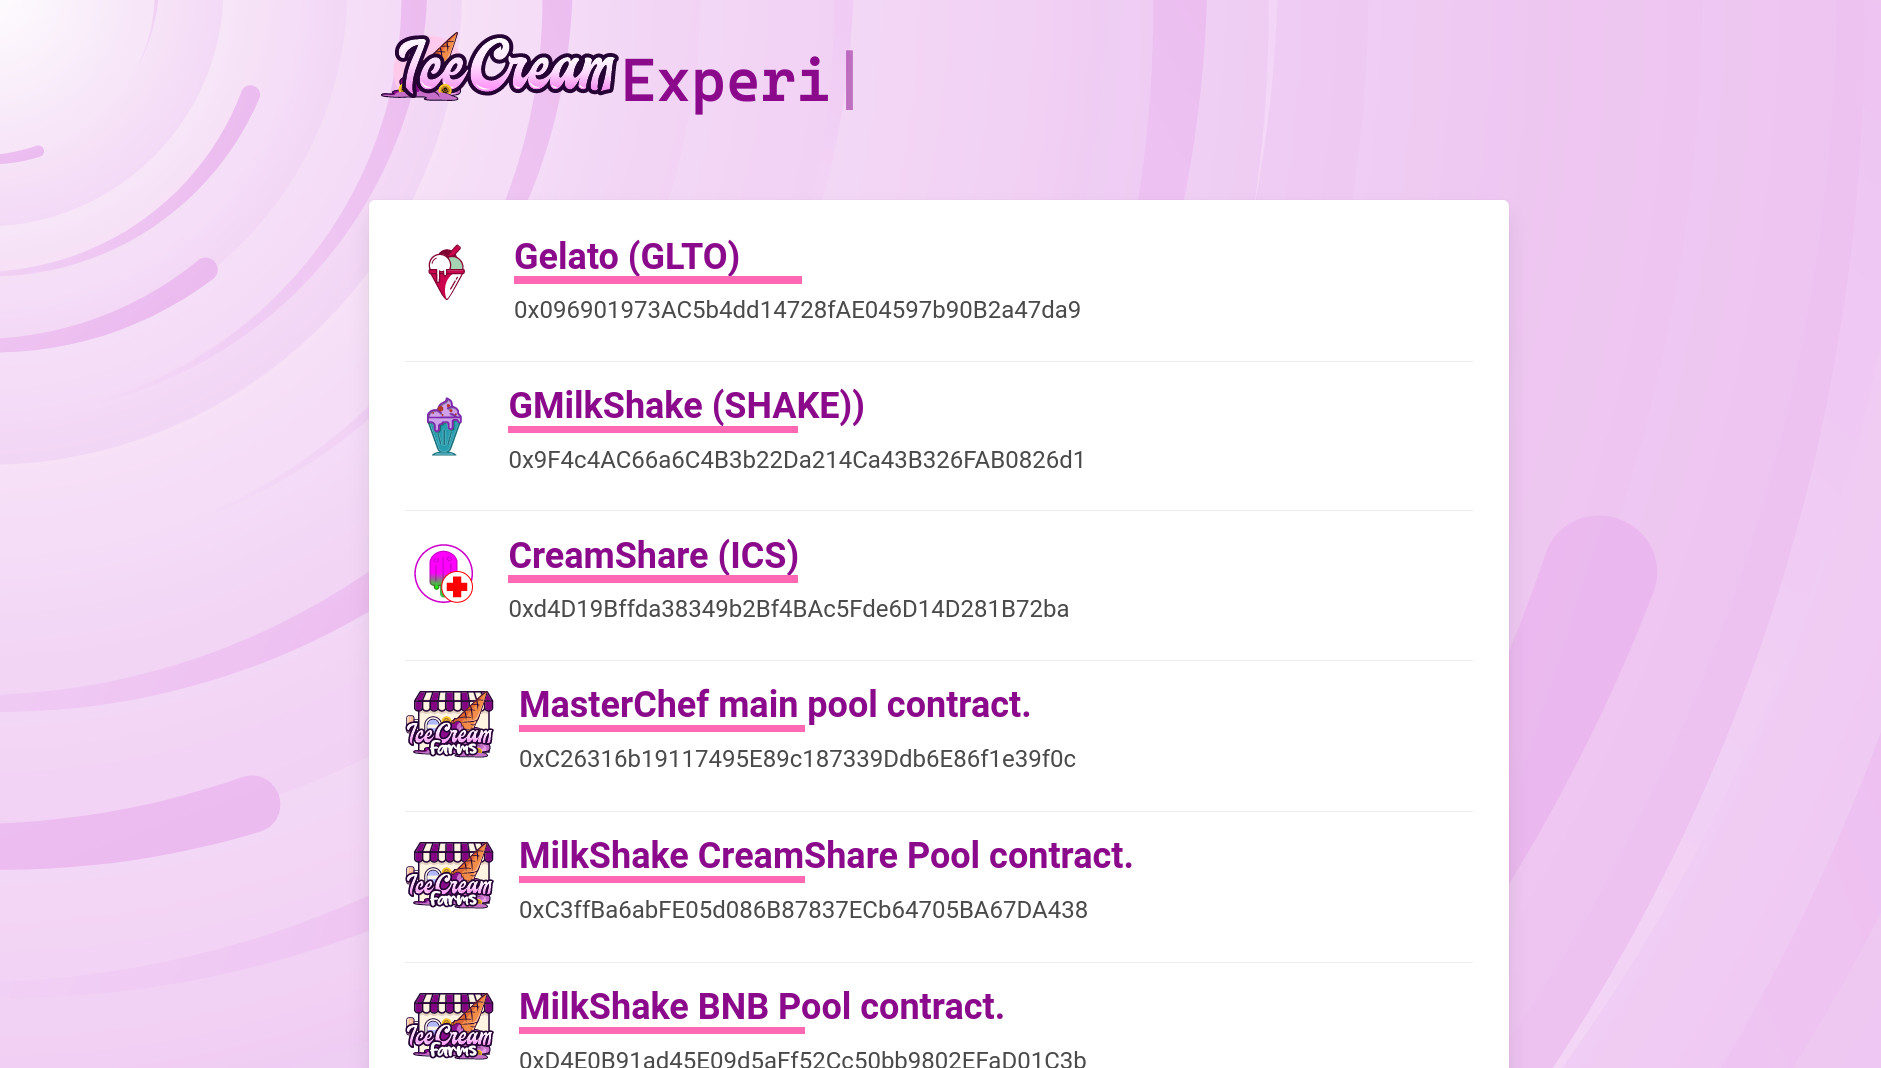 IceCream Experi
Gelato (GLTO)
0x096901973AC5b4dd14728fAE04597b90B2a47da9
GMilkShake (SHAKE))
0x9F4c4AC66a6C4B3b22Da214Ca43B326FAB0826d1
CreamShare (ICS)
0xd4D19Bffda38349b2Bf4BAc5Fde6D14D281B72ba
IceCream
Farms
MasterChef main pool contract.
0xC26316b19117495E89c187339Ddb6E86f1e39f0c
IceCream
Farms
MilkShake CreamShare Pool contract.
0xC3ffBa6abFE05d086B87837ECb64705BA67DA438
IceCream
Farms
MilkShake BNB Pool contract.
0xD4E0B91ad45E09d5aFf52Cc50bb9802EFaD01C3b